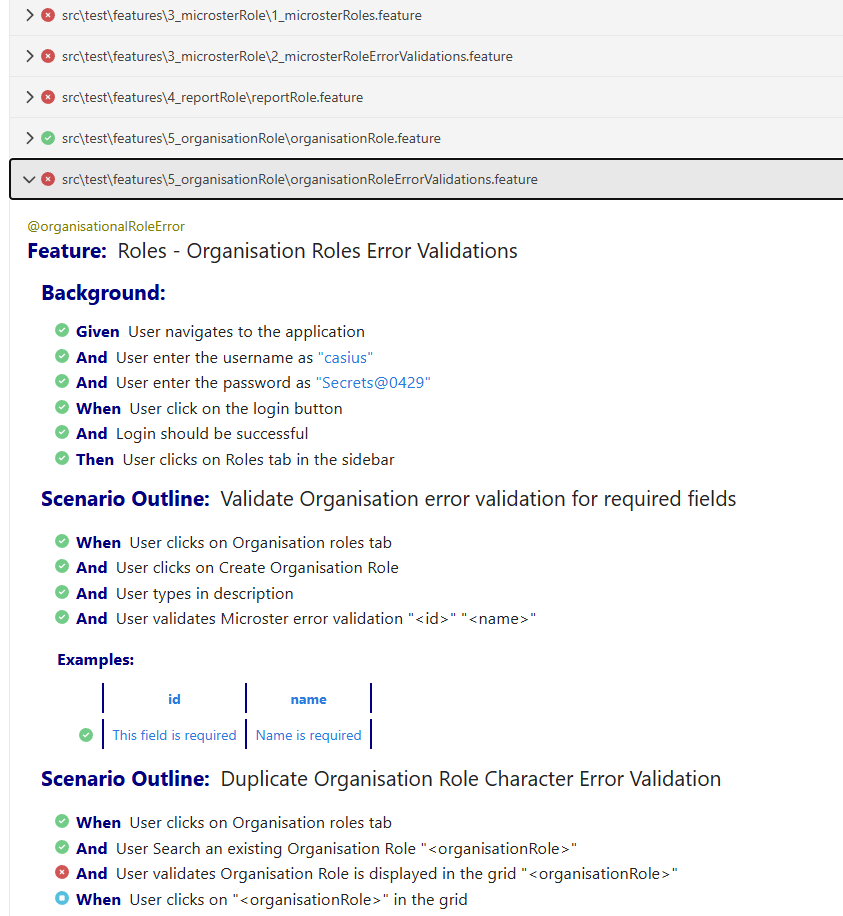 src\test\features\3_microsterRole\1_microsterRoles.feature
src\test\features\3_microsterRole\2_microsterRoleErrorValidations.feature
src\test\features\4_reportRole\reportRole.feature
src\test\features\5_organisationRole\organisationRole.feature
src\test\features\5_organisationRole\organisationRoleErrorValidations.feature
@organisationalRoleError
Feature: Roles - Organisation Roles Error Validations
Background:
Given User navigates to the application
And User enter the username as "casius"
And User enter the password as "Secrets@0429"
When User click on the login button
And Login should be successful
Then User clicks on Roles tab in the sidebar
Scenario Outline: Validate Organisation error validation for required fields
When User clicks on Organisation roles tab
And User clicks on Create Organisation Role
And User types in description
And User validates Microster error validation "<id>" "<name>"
Examples:
id name
This field is required Name is required
Scenario Outline: Duplicate Organisation Role Character Error Validation
When User clicks on Organisation roles tab
And User Search an existing Organisation Role "<organisationRole>"
And User validates Organisation Role is displayed in the grid "<organisationRole>"
When User clicks on "<organisationRole>" in the grid